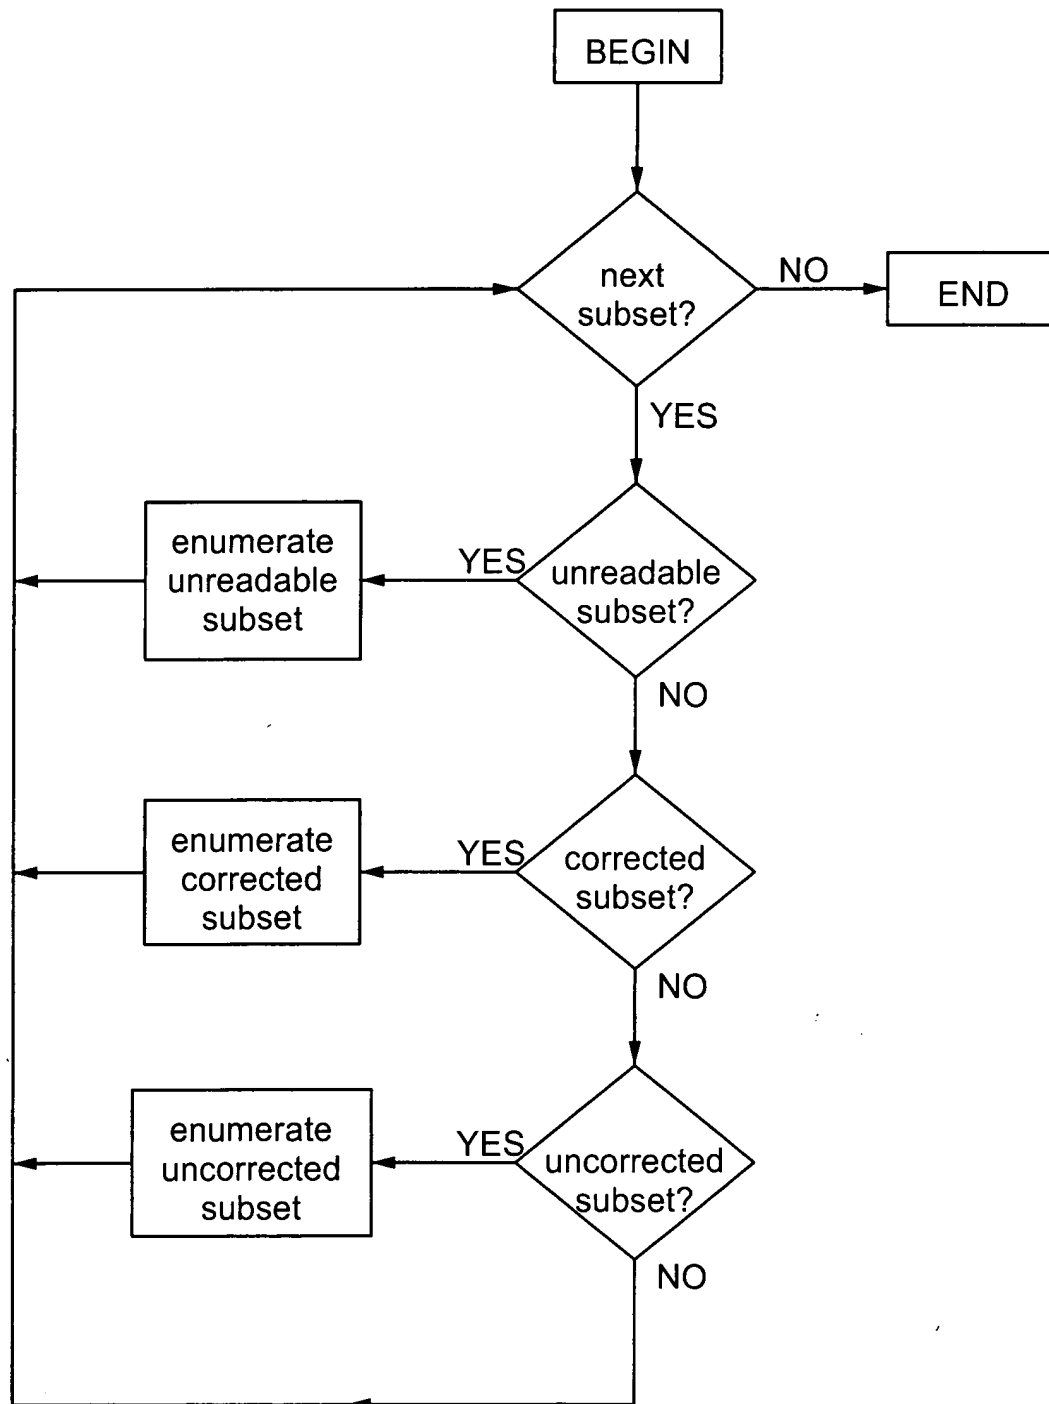 BEGIN
next
subset?
NO
END
YES
enumerate
unreadable
subset
YES
unreadable
subset?
NO
enumerate
corrected
subset
YES
corrected
subset?
NO
enumerate
uncorrected
subset
YES
uncorrected
subset?
NO